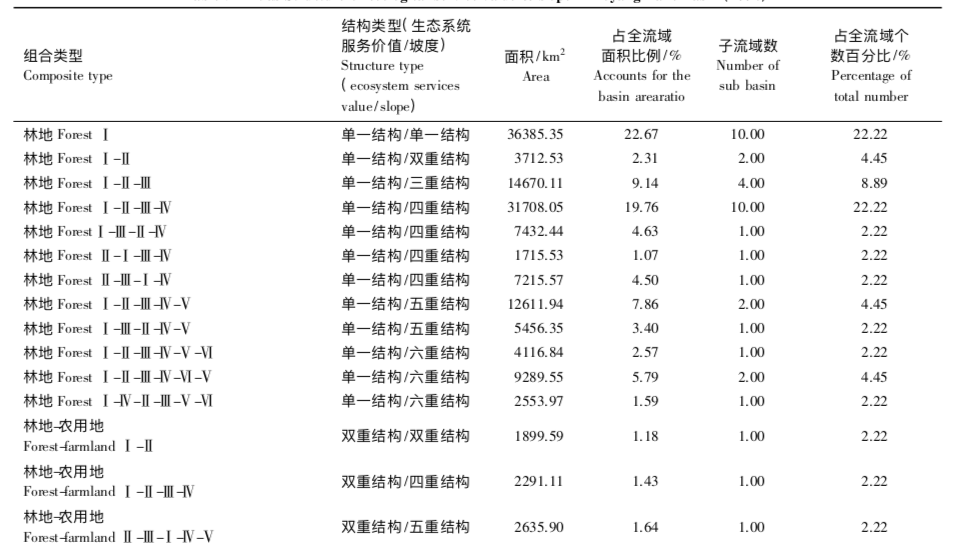 组合类型
Composite type
结构类型(生态系统
服务价值/坡度)
Structure type
(ecosystem services
value/slope)
面积/km²
Area
占全流域
面积比例/%
Accounts for the
basin arearatio
子流域数
Number of
sub basin
占全流域个
数百分比/%
Percentage of
total number
林地 Forest Ⅰ 单一结构/单一结构 36385.35 22.67 10.00 22.22
林地 Forest Ⅰ-Ⅱ 单一结构/双重结构 3712.53 2.31 2.00 4.45
林地 Forest Ⅰ-Ⅱ-Ⅲ 单一结构/三重结构 14670.11 9.14 4.00 8.89
林地 Forest Ⅰ-Ⅱ-Ⅲ-Ⅳ 单一结构/四重结构 31708.05 19.76 10.00 22.22
林地 Forest Ⅰ-Ⅲ-Ⅱ-Ⅳ 单一结构/四重结构 7432.44 4.63 1.00 2.22
林地 Forest Ⅱ-Ⅰ-Ⅲ-Ⅳ 单一结构/四重结构 1715.53 1.07 1.00 2.22
林地 Forest Ⅱ-Ⅲ-Ⅰ-Ⅳ 单一结构/四重结构 7215.57 4.50 1.00 2.22
林地 Forest Ⅰ-Ⅱ-Ⅲ-Ⅳ-Ⅴ 单一结构/五重结构 12611.94 7.86 2.00 4.45
林地 Forest Ⅰ-Ⅲ-Ⅱ-Ⅳ-Ⅴ 单一结构/五重结构 5456.35 3.40 1.00 2.22
林地 Forest Ⅰ-Ⅱ-Ⅲ-Ⅳ-Ⅴ-Ⅵ 单一结构/六重结构 4116.84 2.57 1.00 2.22
林地 Forest Ⅰ-Ⅱ-Ⅲ-Ⅳ-Ⅵ-Ⅴ 单一结构/六重结构 9289.55 5.79 2.00 4.45
林地 Forest Ⅰ-Ⅳ-Ⅱ-Ⅲ-Ⅴ-Ⅵ 单一结构/六重结构 2553.97 1.59 1.00 2.22
林地-农用地
Forest-farmland Ⅰ-Ⅱ
双重结构/双重结构 1899.59 1.18 1.00 2.22
林地-农用地
Forest-farmland Ⅰ-Ⅱ-Ⅲ-Ⅳ
双重结构/四重结构 2291.11 1.43 1.00 2.22
林地-农用地
Forest-farmland Ⅱ-Ⅲ-Ⅰ-Ⅳ-Ⅴ
双重结构/五重结构 2635.90 1.64 1.00 2.22